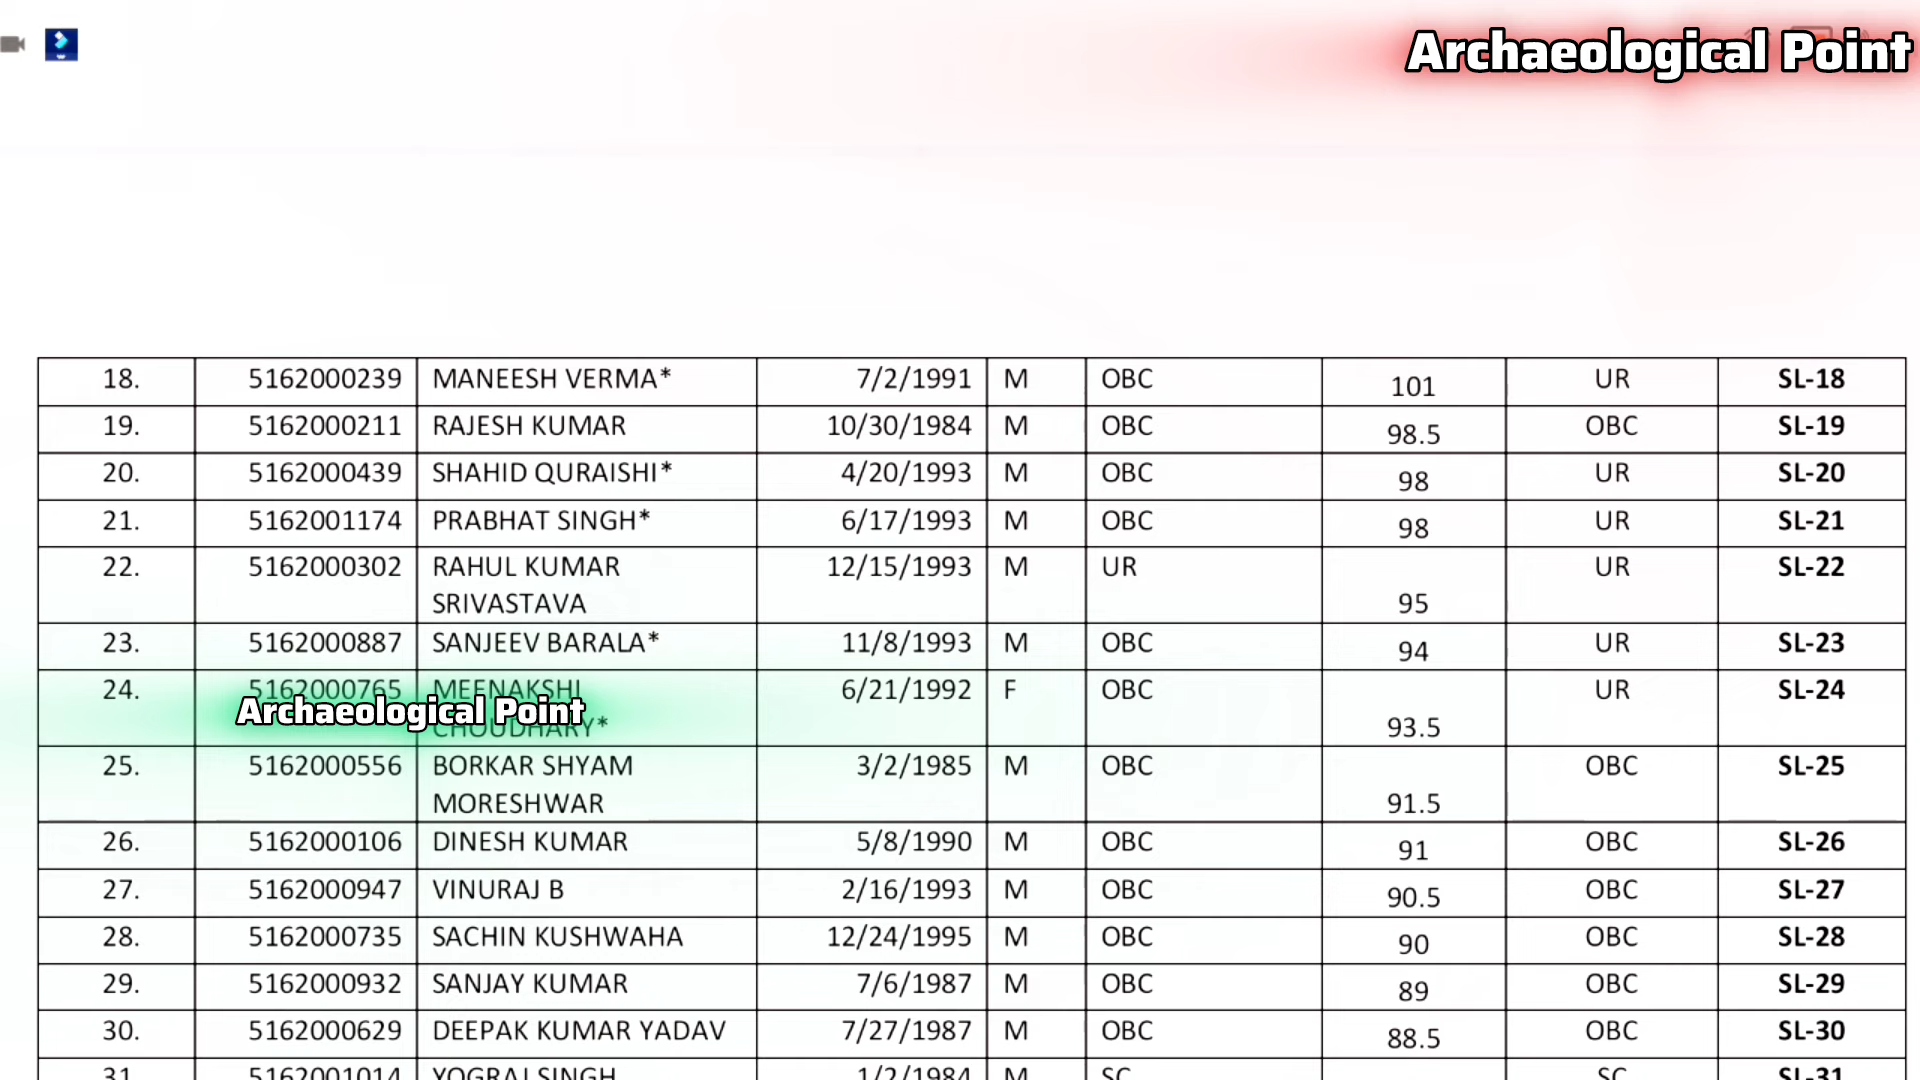 Archaeological Point
18. 5162000239 MANEESH VERMA* 7/2/1991 M OBC 101 UR SL-18
19. 5162000211 RAJESH KUMAR 10/30/1984 M OBC 98.5 OBC SL-19
20. 5162000439 SHAHID QURAISHI* 4/20/1993 M OBC 98 UR SL-20
21. 5162001174 PRABHAT SINGH* 6/17/1993 M OBC 98 UR SL-21
22. 5162000302 RAHUL KUMAR 12/15/1993 M UR UR SL-22
SRIVASTAVA 95
23. 5162000887 SANJEEV BARALA* 11/8/1993 M OBC 94 UR SL-23
24. 5162000765 MEENAKSHI 6/21/1992 F OBC UR SL-24
Archaeological Point
CHOUDHARY* 93.5
25. 5162000556 BORKAR SHYAM 3/2/1985 M OBC OBC SL-25
MORESHWAR 91.5
26. 5162000106 DINESH KUMAR 5/8/1990 M OBC 91 OBC SL-26
27. 5162000947 VINURAJ B 2/16/1993 M OBC 90.5 OBC SL-27
28. 5162000735 SACHIN KUSHWAHA 12/24/1995 M OBC 90 OBC SL-28
29. 5162000932 SANJAY KUMAR 7/6/1987 M OBC 89 OBC SL-29
30. 5162000629 DEEPAK KUMAR YADAV 7/27/1987 M OBC 88.5 OBC SL-30
31. 5162001014 YOGRAJ SINGH 1/2/1984 M SC SC SL-31